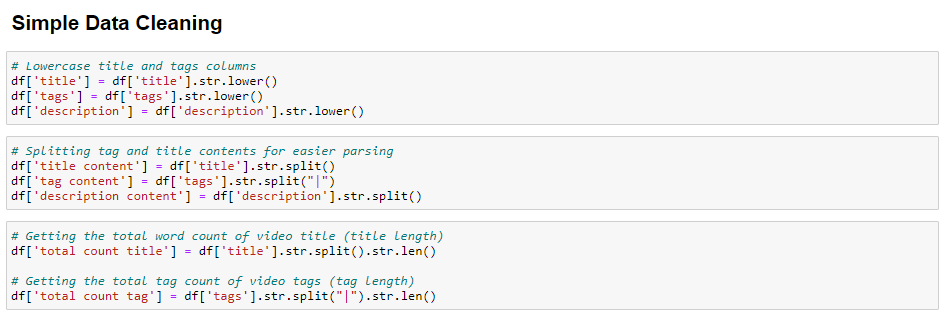 Simple Data Cleaning
# Lowercase title and tags columns
df['title'] = df['title'].str.lower()
df['tags'] = df['tags'].str.lower()
df['description'] = df['description'].str.lower()
# Splitting tag and title contents for easier parsing
df['title content'] = df['title'].str.split()
df['tag content'] = df['tags'].str.split("|")
df['description content'] = df['description'].str.split()
# Getting the total word count of video title (title length)
df['total count title'] = df['title'].str.split().str.len()
# Getting the total tag count of video tags (tag length)
df['total count tag'] = df['tags'].str.split("|").str.len()